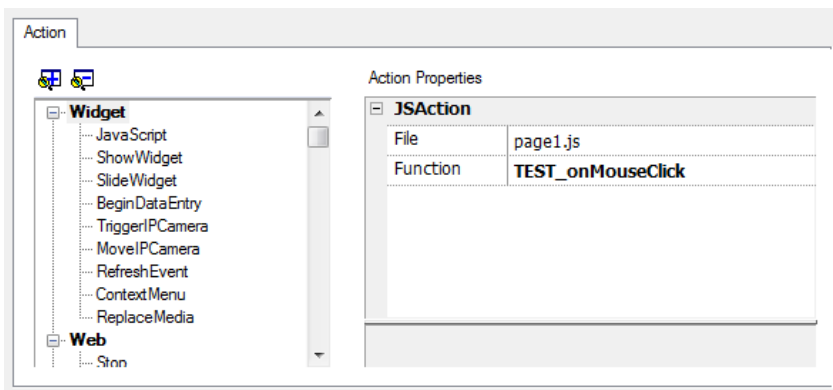 Action
Action Properties
Widget
JavaScript
ShowWidget
SlideWidget
BeginDataEntry
TriggerIPCamera
MoveIPCamera
RefreshEvent
ContextMenu
ReplaceMedia
Web
Stop
JSAction
File page1.js
Function TEST_onMouseClick